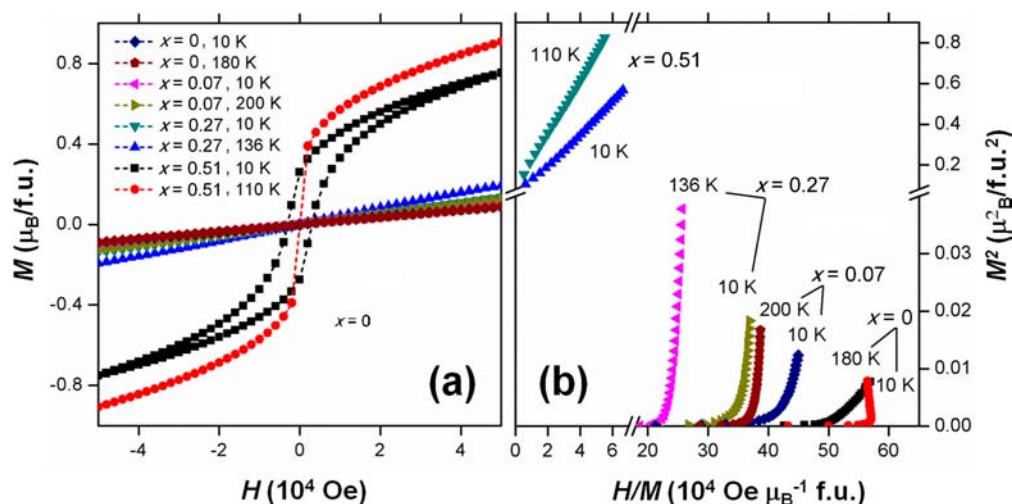 (a)
x = 0 , 10 K
x = 0, 180 K
x = 0.07, 10 K
x = 0.07, 200 K
x = 0.27, 10 K
x = 0.27, 136 K
x = 0.51, 10 K
x = 0.51, 110 K
0.8
0.4
0.0
-0.4
-0.8
M (μB/f.u.)
x = 0
(a)
-4 -2 0 2 4
H (10⁴ Oe)
110 K
x = 0.51
10 K
136 K
x = 0.27
10 K
200 K
x = 0.07
10 K
x = 0
180 K
10 K
(b)
0.8
0.6
0.4
0.2
0.03
0.02
0.01
0.00
M² (μ²B/f.u.²)
0 2 4 6 20 30 40 50 60
H/M (10⁴ Oe μB⁻¹ f.u.)